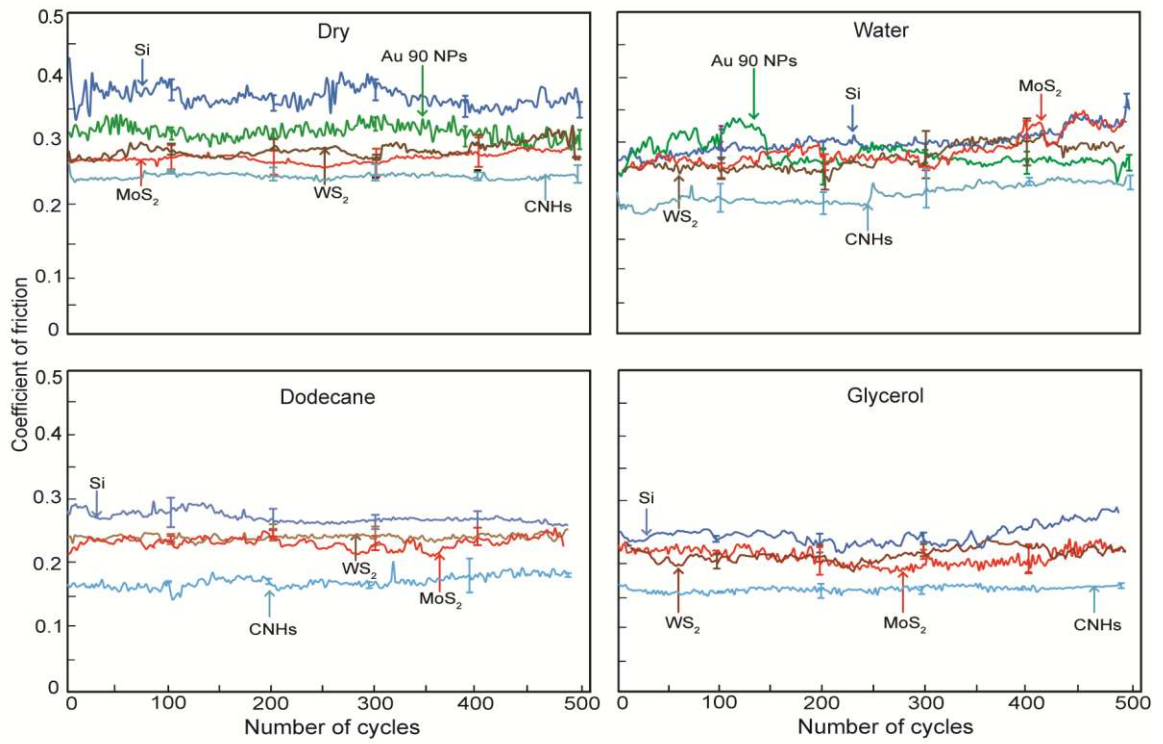 Coefficient of friction
0.5
0.4
0.3
0.2
0.1
0
Dry
Si
Au 90 NPs
MoS₂
WS₂
CNHs
Water
Au 90 NPs
Si
MoS₂
WS₂
CNHs
0.5
0.4
0.3
0.2
0.1
0
Dodecane
Si
WS₂
MoS₂
CNHs
0 100 200 300 400 500
Number of cycles
Glycerol
Si
WS₂
MoS₂
CNHs
0 100 200 300 400 500
Number of cycles